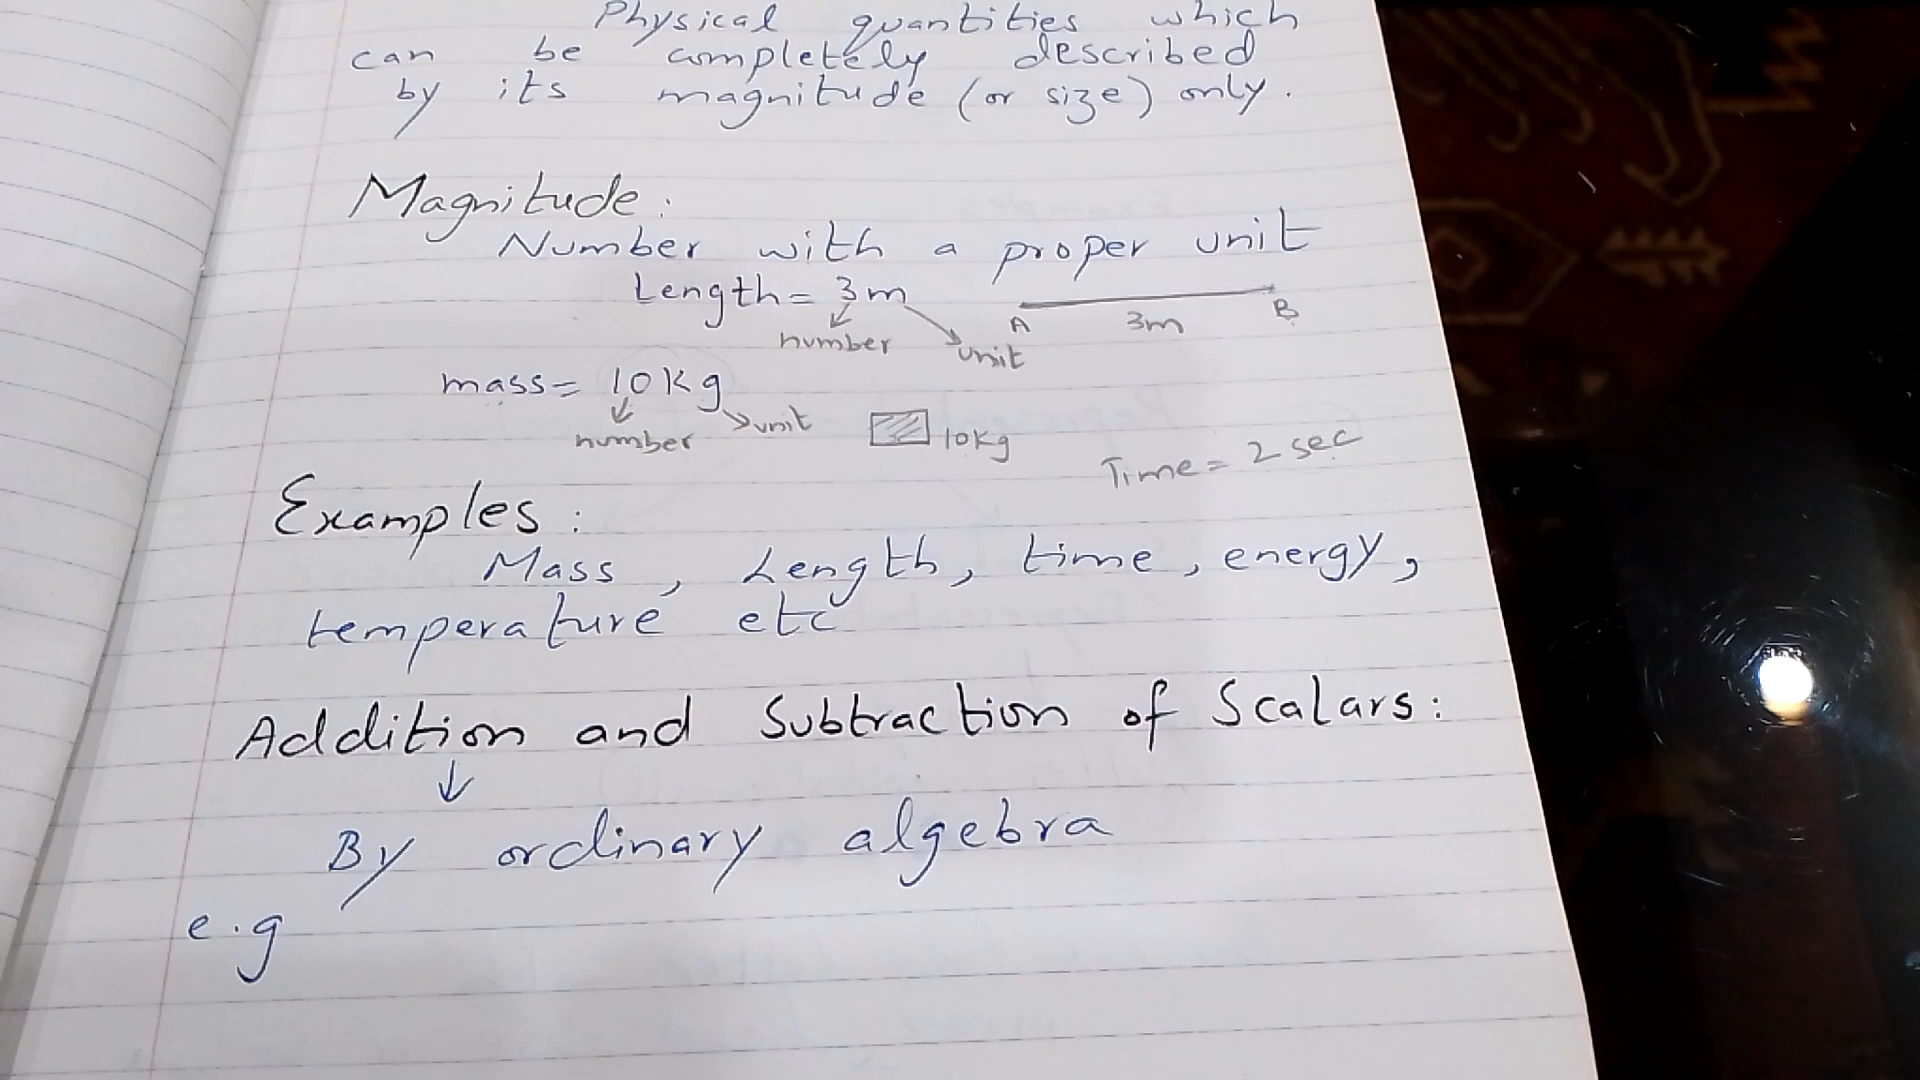 Physical quantities which
can be completely described
by its magnitude (or size) only.
Magnitude:
Number with a proper unit
Length = 3m
number
unit
A 3m B
mass = 10kg
number
unit
10kg
Time = 2 sec
Examples:
Mass, Length, time, energy,
temperature etc
Addition and Subtraction of Scalars:
↓
By ordinary algebra
e.g